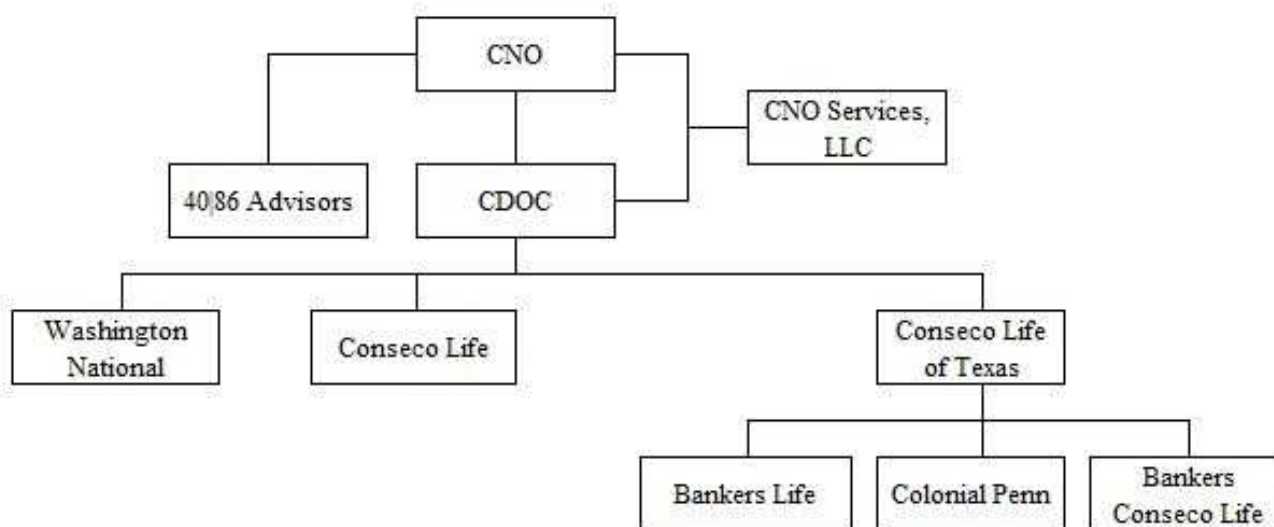 CNO
CNO Services,
LLC
40|86 Advisors
CDOC
Washington
National
Conseco Life
Conseco Life
of Texas
Bankers Life
Colonial Penn
Bankers
Conseco Life